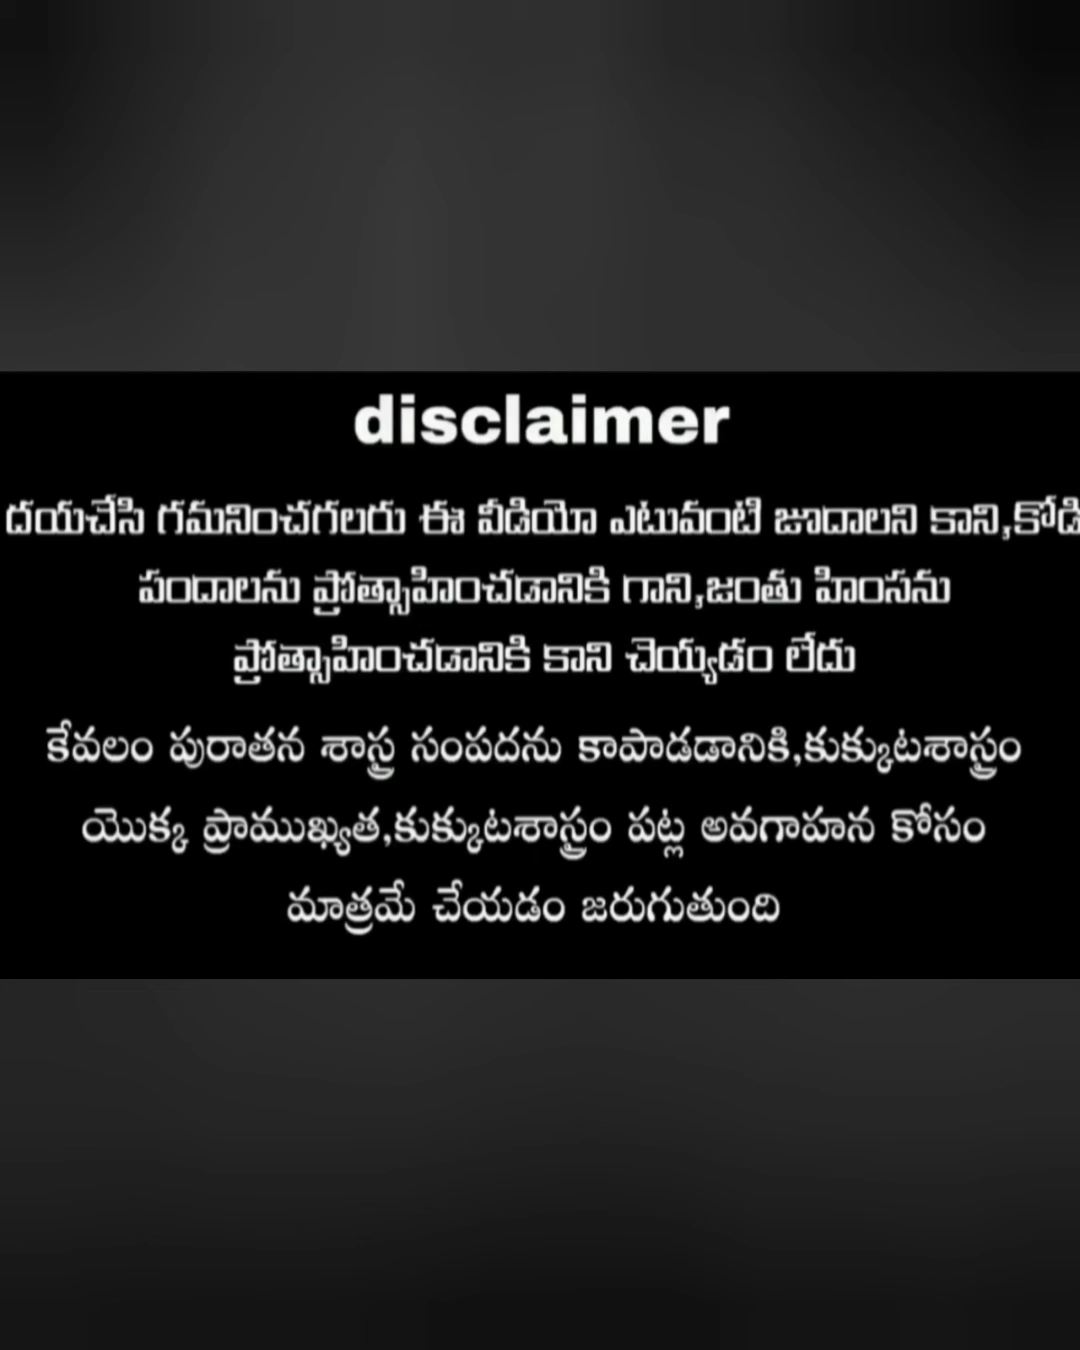 disclaimer
దయచేసి గమనించగలరు ఈ వీడియో ఎటువంటి జూదాలని కాని,కోడి
పందాలను ప్రోత్సాహించడానికి గాని,జంతు హింసను
ప్రోత్సాహించడానికి కాని చెయ్యడం లేదు
కేవలం పురాతన శాస్త్ర సంపదను కాపాడడానికి,కుక్కుటశాస్త్రం
యొక్క ప్రాముఖ్యత,కుక్కుటశాస్త్రం పట్ల అవగాహన కోసం
మాత్రమే చేయడం జరుగుతుంది